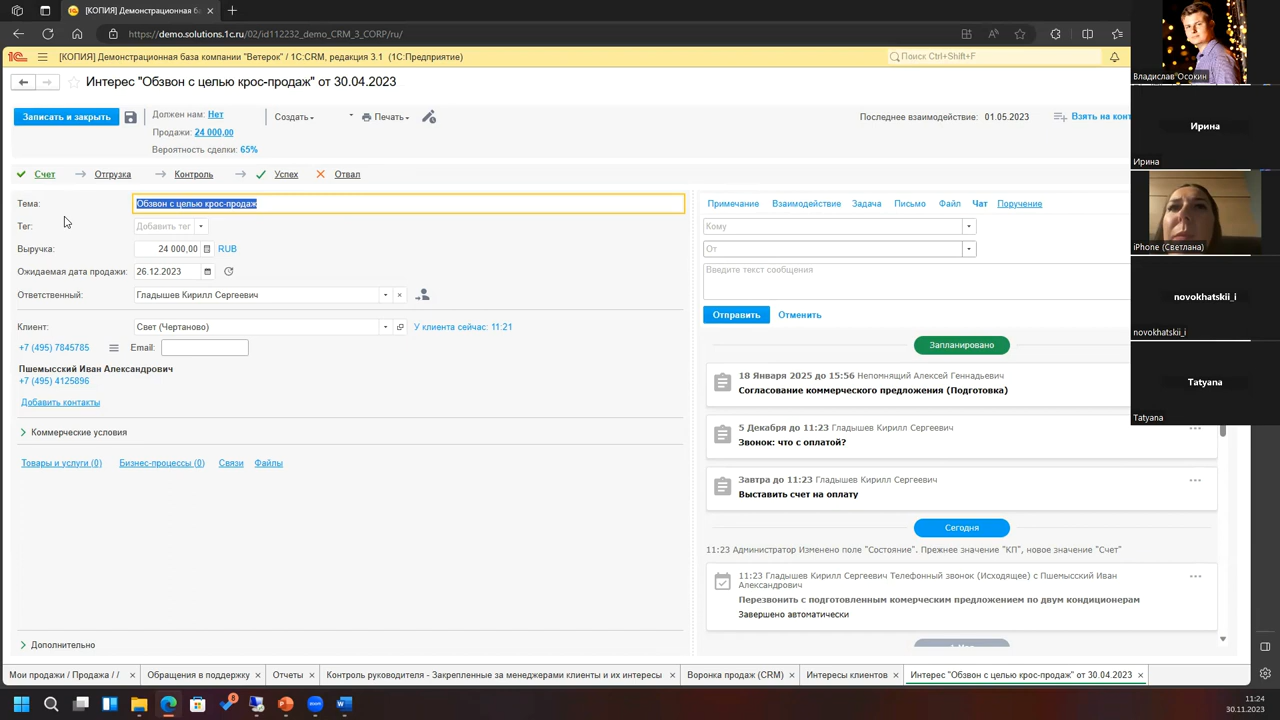 [КОПИЯ] Демонстрационная ба
https://demo.solutions.1c.ru/02/id112232_demo_CRM_3_CORP/ru/
[КОПИЯ] Демонстрационная база компании "Ветерок" / 1С:CRM, редакция 3.1 (1С:Предприятие)
Поиск Ctrl+Shift+F
Интерес "Обзвон с целью крос-продаж" от 30.04.2023
Записать и закрыть
Должен нам: Нет
Продажи: 24 000,00
Вероятность сделки: 65%
Создать
Печать
Последнее взаимодействие: 01.05.2023
Взять на конт
Счет
Отгрузка
Контроль
Успех
Отвал
Тема: Обзвон с целью крос-продаж
Тег: Добавить тег
Выручка: 24 000,00 RUB
Ожидаемая дата продажи: 26.12.2023
Ответственный: Гладышев Кирилл Сергеевич
Клиент: Свет (Чертаново) У клиента сейчас: 11:21
+7 (495) 7845785 Email:
Пшемысский Иван Александрович
+7 (495) 4125896
Добавить контакты
Коммерческие условия
Товары и услуги (0) Бизнес-процессы (0) Связи Файлы
Дополнительно
Примечание Взаимодействие Задача Письмо Файл Чат Поручение
Кому
От
Введите текст сообщения
Отправить Отменить
Запланировано
18 Января 2025 до 15:56 Непомнящий Алексей Геннадьевич
Согласование коммерческого предложения (Подготовка)
5 Декабря до 11:23 Гладышев Кирилл Сергеевич
Звонок: что с оплатой?
Завтра до 11:23 Гладышев Кирилл Сергеевич
Выставить счет на оплату
Сегодня
11:23 Администратор Изменено поле "Состояние". Прежнее значение "КП", новое значение "Счет"
11:23 Гладышев Кирилл Сергеевич Телефонный звонок (Исходящее) с Пшемысский Иван
Александрович
Перезвонить с подготовленным комерческим предложением по двум кондиционерам
Завершено автоматически
Владислав Осокин
Ирина
Ирина
iPhone (Светлана)
novokhatskii_i
novokhatskii_i
Tatyana
Tatyana
Мои продажи / Продажа / /
Обращения в поддержку
Отчеты
Контроль руководителя - Закрепленные за менеджерами клиенты и их интересы
Воронка продаж (CRM)
Интересы клиентов
Интерес "Обзвон с целью крос-продаж" от 30.04.2023
8
11:24
30.11.2023